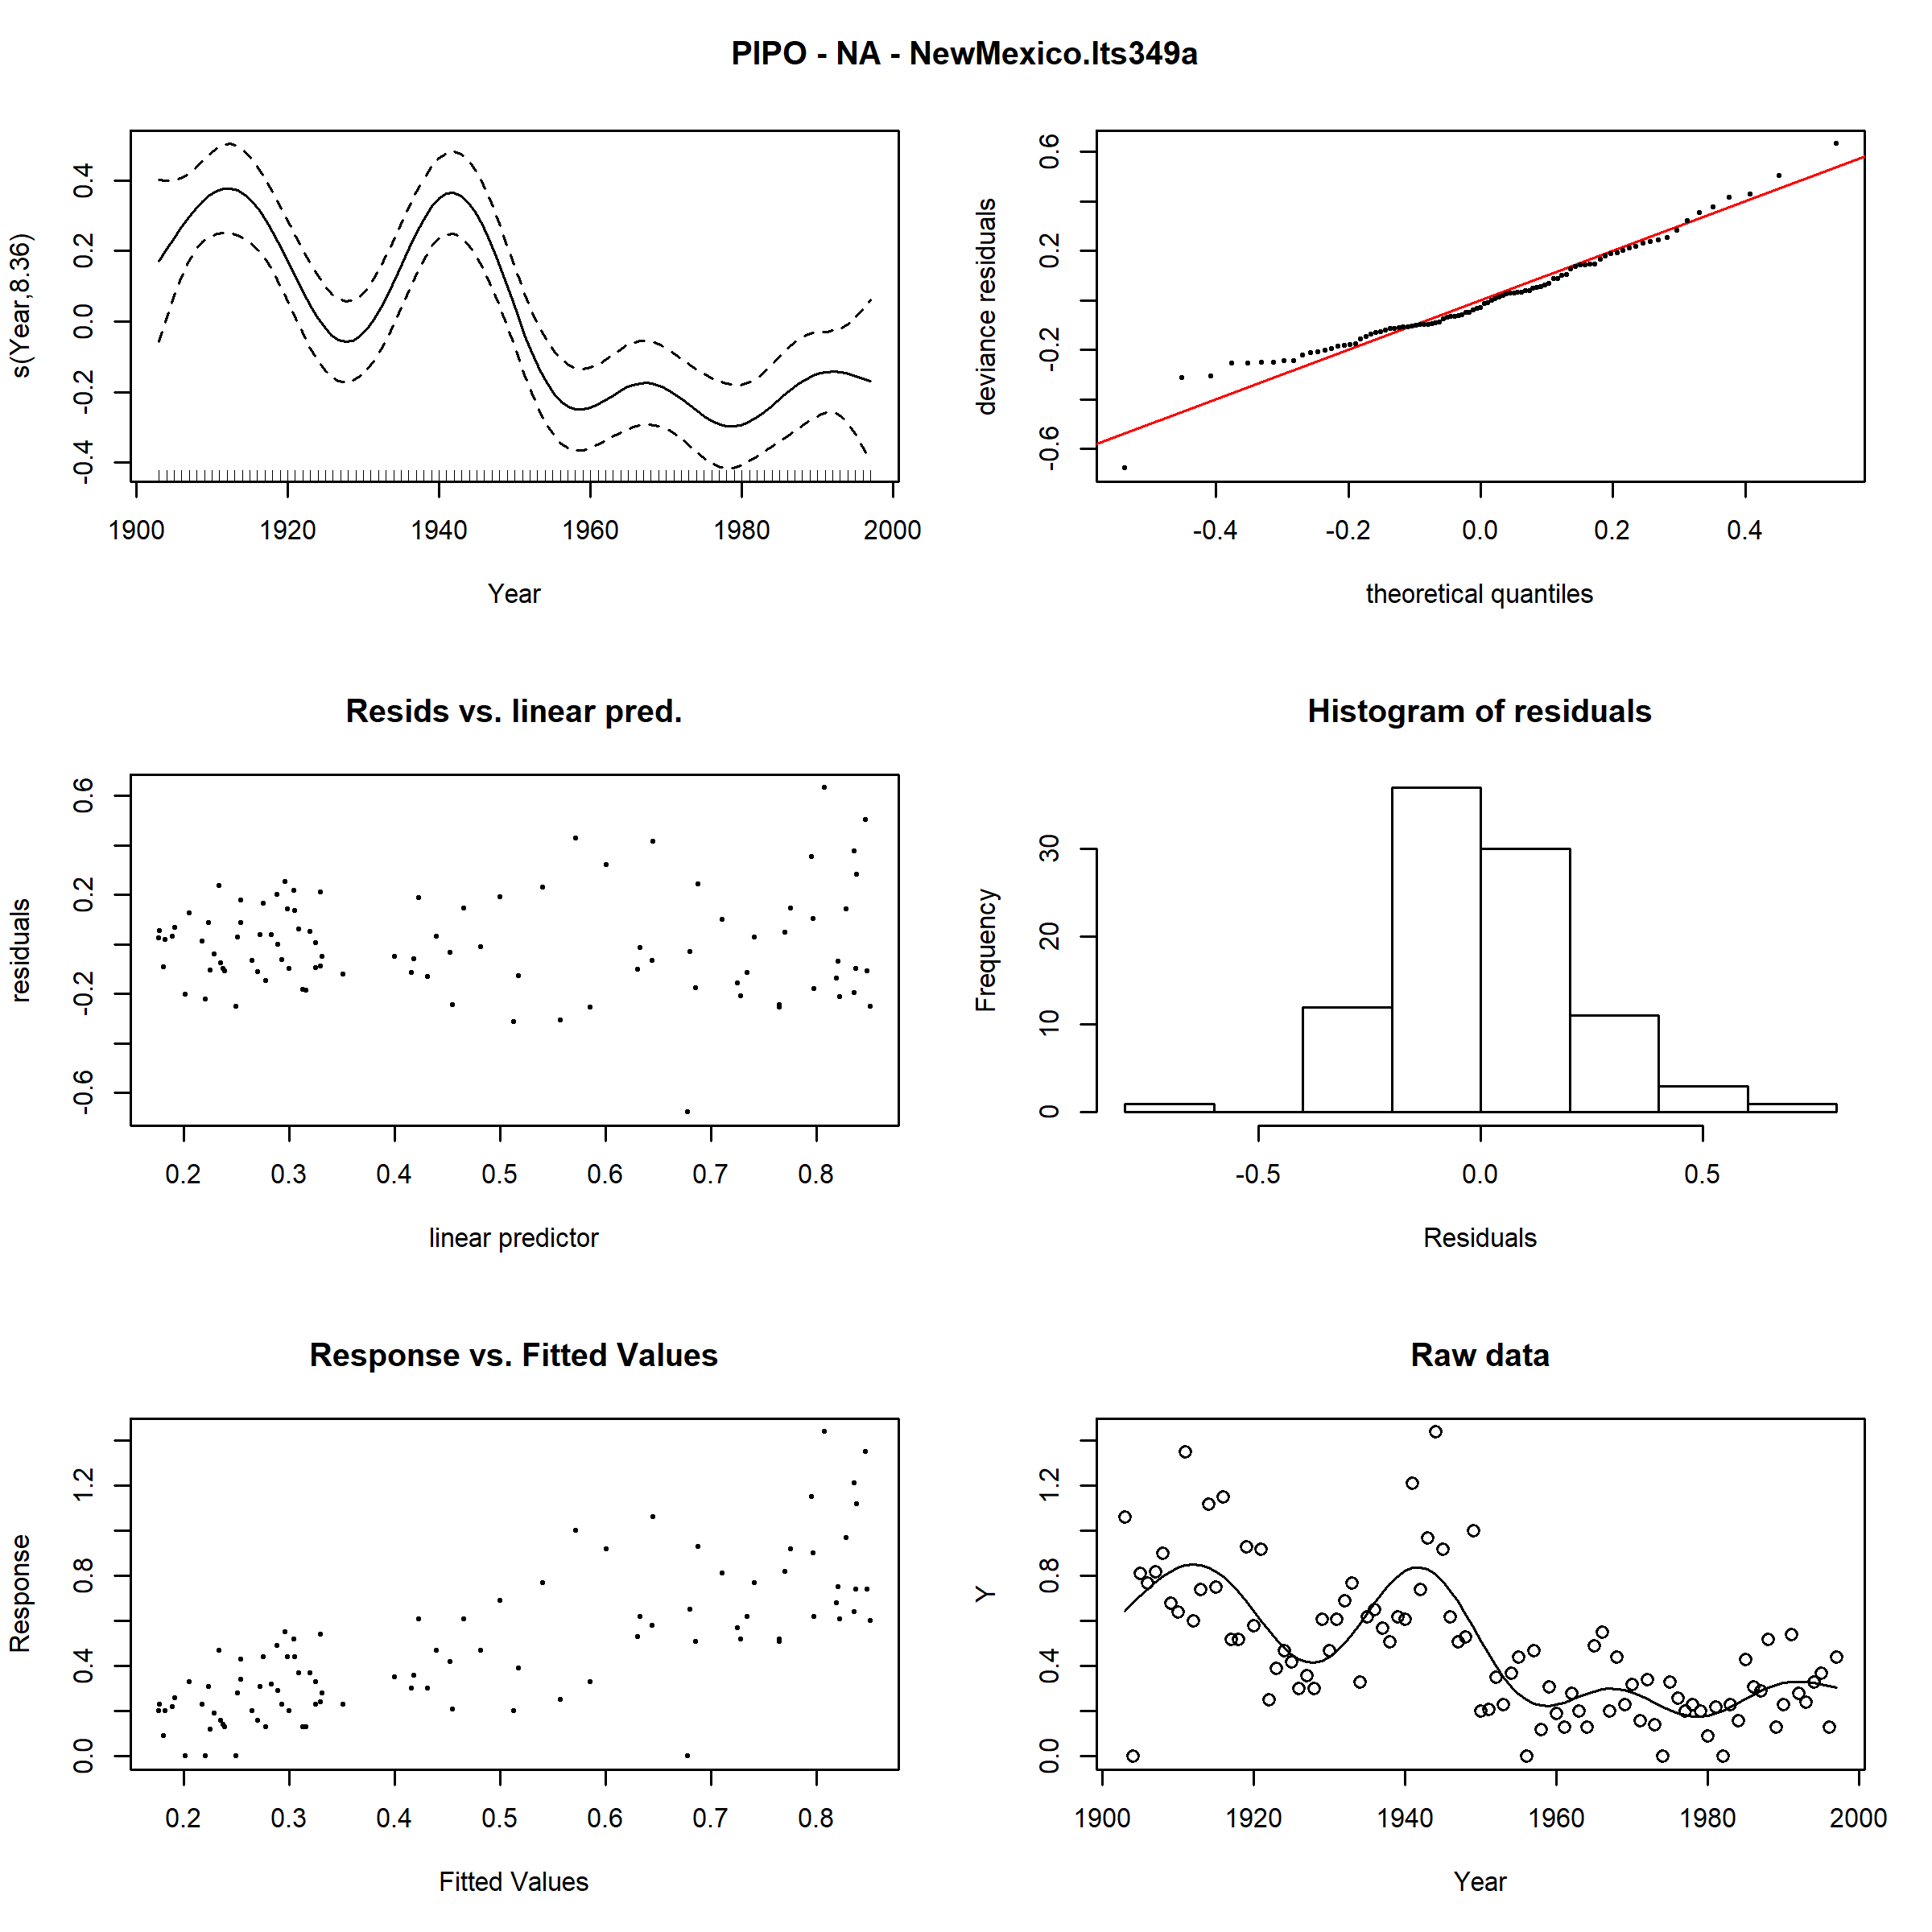 PIPO - NA - NewMexico.Its349a
s(Year,8.36)
0.4
0.2
0.0
-0.2
-0.4
1900 1920 1940 1960 1980 2000
Year
deviance residuals
0.6
0.2
-0.2
-0.6
-0.4 -0.2 0.0 0.2 0.4
theoretical quantiles
Resids vs. linear pred.
residuals
0.6
0.2
-0.2
-0.6
0.2 0.3 0.4 0.5 0.6 0.7 0.8
linear predictor
Histogram of residuals
Frequency
30
20
10
0
-0.5 0.0 0.5
Residuals
Response vs. Fitted Values
Response
1.2
0.8
0.4
0.0
0.2 0.3 0.4 0.5 0.6 0.7 0.8
Fitted Values
Raw data
Y
1.2
0.8
0.4
0.0
1900 1920 1940 1960 1980 2000
Year